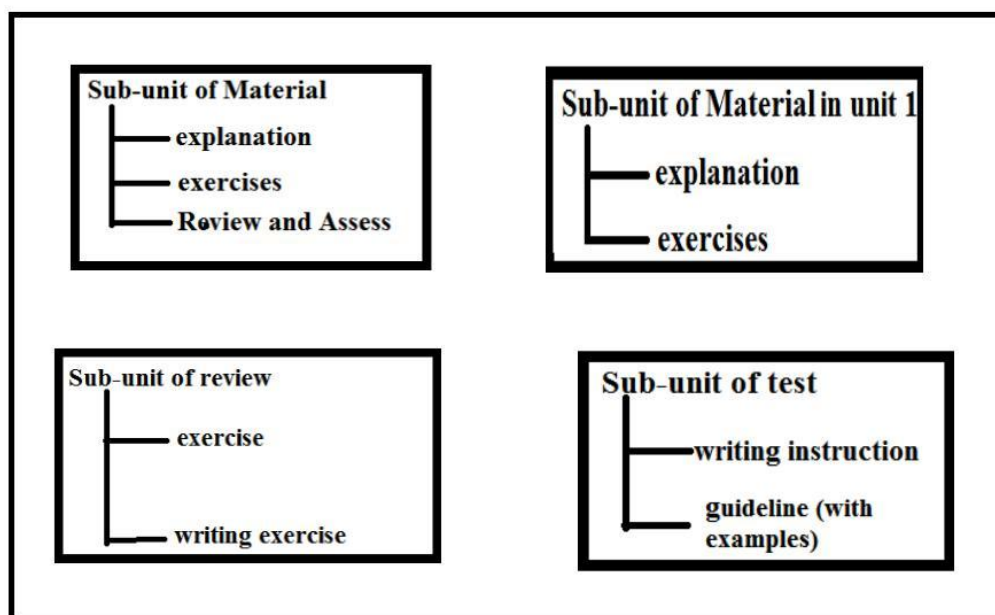 Sub-unit of Material
explanation
exercises
Review and Assess
Sub-unit of Material in unit 1
explanation
exercises
Sub-unit of review
exercise
writing exercise
Sub-unit of test
writing instruction
guideline (with
examples)